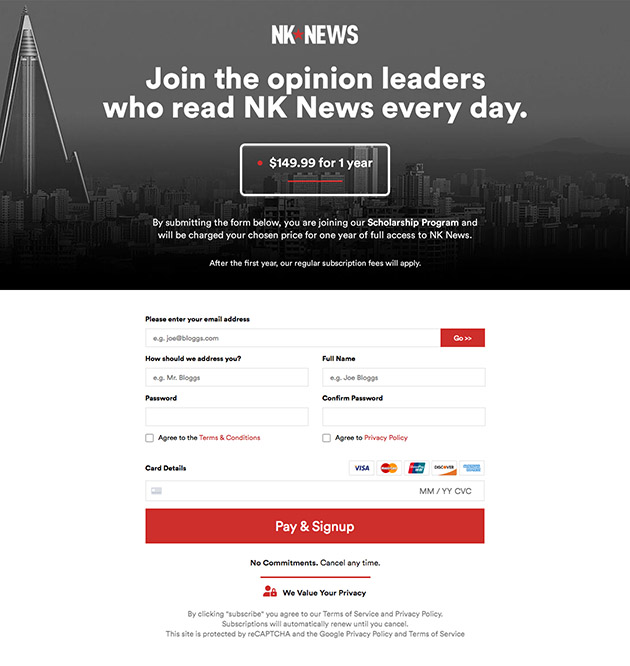 NK NEWS
Join the opinion leaders
who read NK News every day.
$149.99 for 1 year
By submitting the form below, you are joining our Scholarship Program and
will be charged your chosen price for one year of full access to NK News.
After the first year, our regular subscription fees will apply.
Please enter your email address
e.g. joe@bloggs.com
Go >>
How should we address you?
Full Name
e.g. Mr. Bloggs
e.g. Joe Bloggs
Password
Confirm Password
Agree to the Terms & Conditions
Agree to Privacy Policy
Card Details
VISA
MasterCard
UnionPay
DISCOVER
AMERICAN EXPRESS
MM / YY CVC
Pay & Signup
No Commitments. Cancel any time.
We Value Your Privacy
By clicking "subscribe" you agree to our Terms of Service and Privacy Policy.
Subscriptions will automatically renew until you cancel.
This site is protected by reCAPTCHA and the Google Privacy Policy and Terms of Service